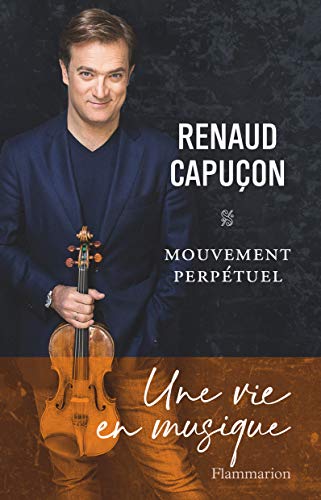 RENAUD
CAPUÇON
MOUVEMENT
PERPÉTUEL
Une vie
en musique
Flammarion